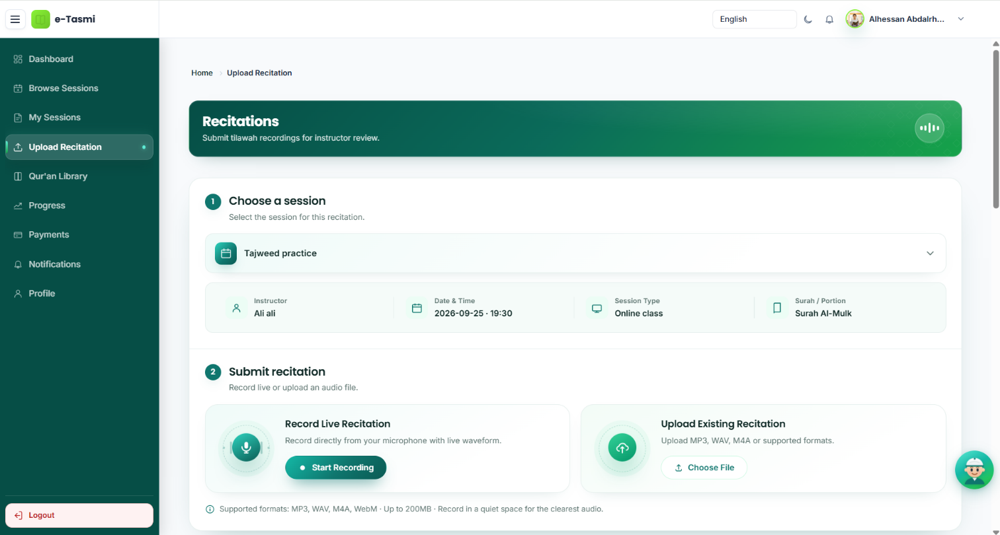 e-Tasmi
English
Alhessan Abdalrh...
Dashboard
Browse Sessions
My Sessions
Upload Recitation
Qur'an Library
Progress
Payments
Notifications
Profile
Logout
Home › Upload Recitation
Recitations
Submit tilawah recordings for instructor review.
1 Choose a session
Select the session for this recitation.
Tajweed practice
Instructor
Ali ali
Date & Time
2026-09-25 · 19:30
Session Type
Online class
Surah / Portion
Surah Al-Mulk
2 Submit recitation
Record live or upload an audio file.
Record Live Recitation
Record directly from your microphone with live waveform.
Start Recording
Upload Existing Recitation
Upload MP3, WAV, M4A or supported formats.
Choose File
Supported formats: MP3, WAV, M4A, WebM · Up to 200MB · Record in a quiet space for the clearest audio.